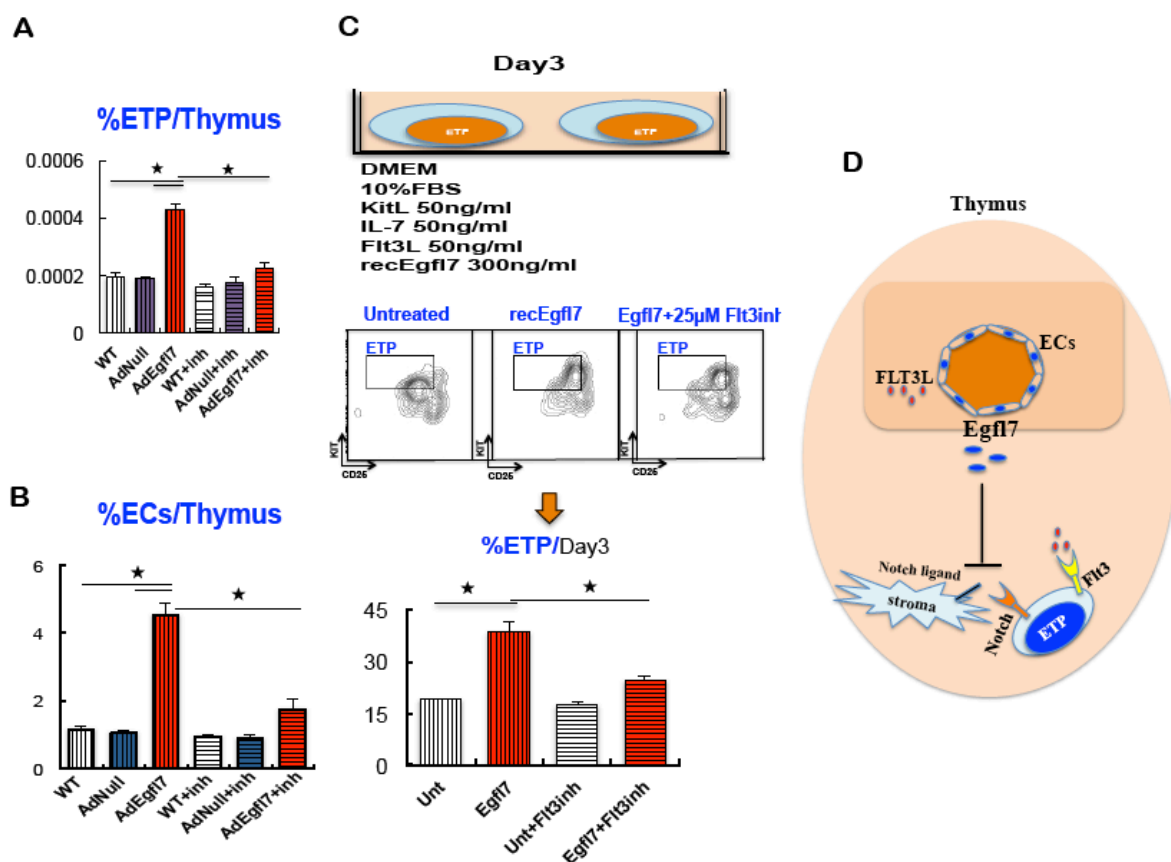 A
%ETP/Thymus
0.0006
0.0004
0.0002
0
WT
AdNull
AdEgfl7
WT+inh
AdNull+inh
AdEgfl7+inh
B
%ECs/Thymus
6
4
2
0
WT
AdNull
AdEgfl7
WT+inh
AdNull+inh
AdEgfl7+inh
C
Day3
ETP
ETP
DMEM
10%FBS
KitL 50ng/ml
IL-7 50ng/ml
Flt3L 50ng/ml
recEgfl7 300ng/ml
Untreated
recEgfl7
Egfl7+25µM Flt3inh
ETP
ETP
ETP
KIT
CD25
KIT
CD25
KIT
CD25
%ETP/Day3
45
30
15
0
Unt
Egfl7
Unt+Flt3inh
Egfl7+Flt3inh
D
Thymus
ECs
FLT3L
Egfl7
Notch ligand
stroma
Notch
Flt3
ETP